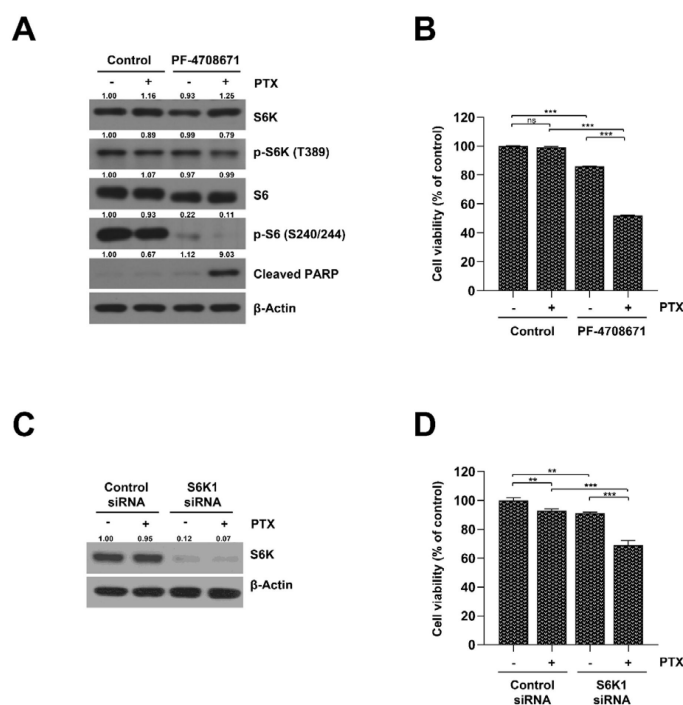 A
Control PF-4708671
- + - + PTX
1.00 1.16 0.93 1.25
S6K
1.00 0.89 0.99 0.79
p-S6K (T389)
1.00 1.07 0.97 0.99
S6
1.00 0.93 0.22 0.11
p-S6 (S240/244)
1.00 0.67 1.12 9.03
Cleaved PARP
β-Actin
B
Cell viability (% of control)
120
100
80
60
40
20
0
***
ns
***
***
- + - + PTX
Control PF-4708671
C
Control siRNA
S6K1 siRNA
- + - + PTX
1.00 0.95 0.12 0.07
S6K
β-Actin
D
Cell viability (% of control)
120
100
80
60
40
20
0
**
**
***
***
- + - + PTX
Control siRNA
S6K1 siRNA